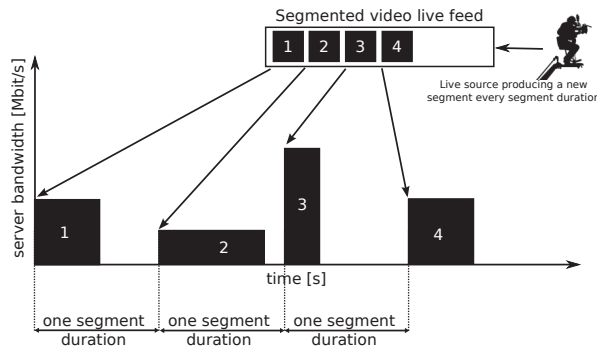 Segmented video live feed
1 2 3 4
Live source producing a new
segment every segment duration
server bandwidth [Mbit/s]
1
2
3
4
time [s]
one segment
duration
one segment
duration
one segment
duration